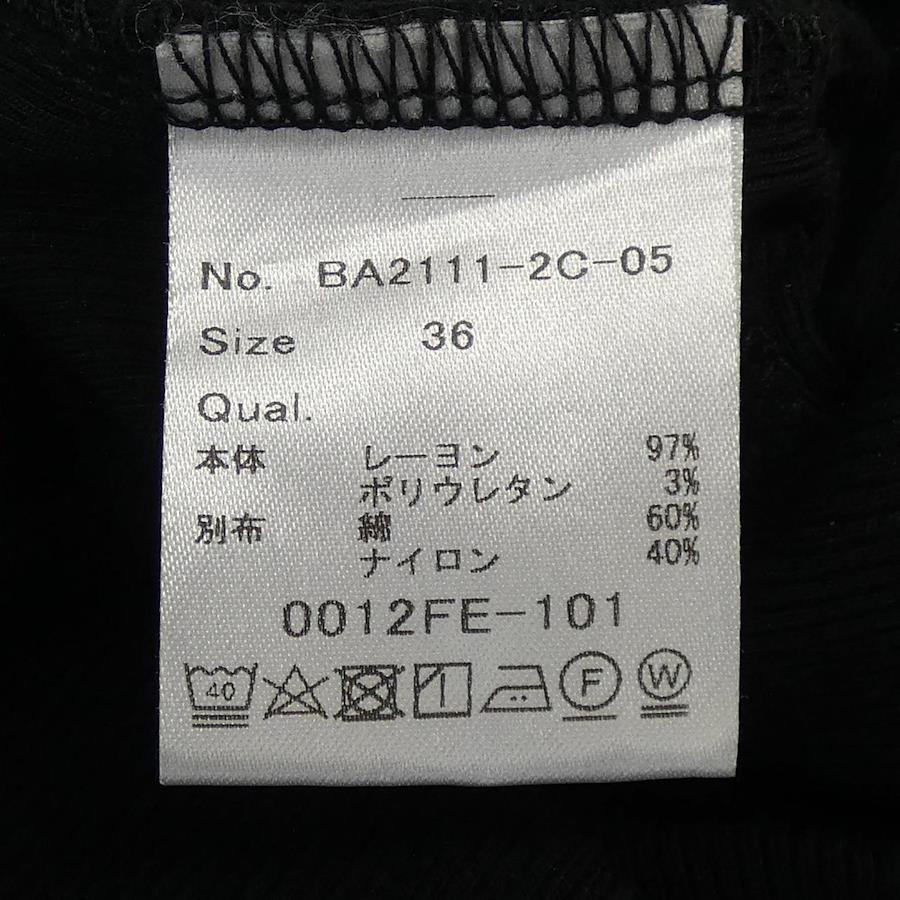 No. BA2111-2C-05
Size 36
Qual.
本体 レーヨン 97%
ポリウレタン 3%
別布 綿 60%
ナイロン 40%
0012FE-101
40 F W